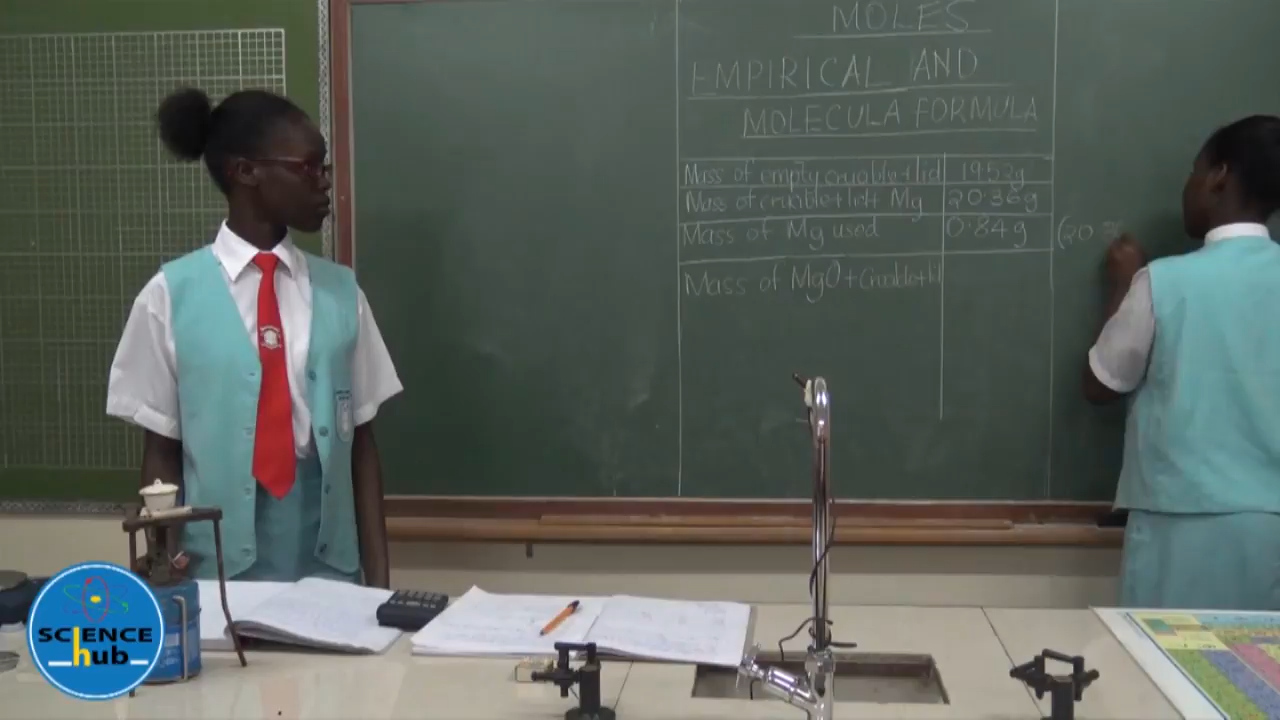 MOLES
EMPIRICAL AND
MOLECULA FORMULA
Mass of empty crucible + lid 19.52g
Mass of crucible + lid + Mg 20.36g
Mass of Mg used 0.84g (20
Mass of MgO + Crucible + lid
SCIENCE
hub